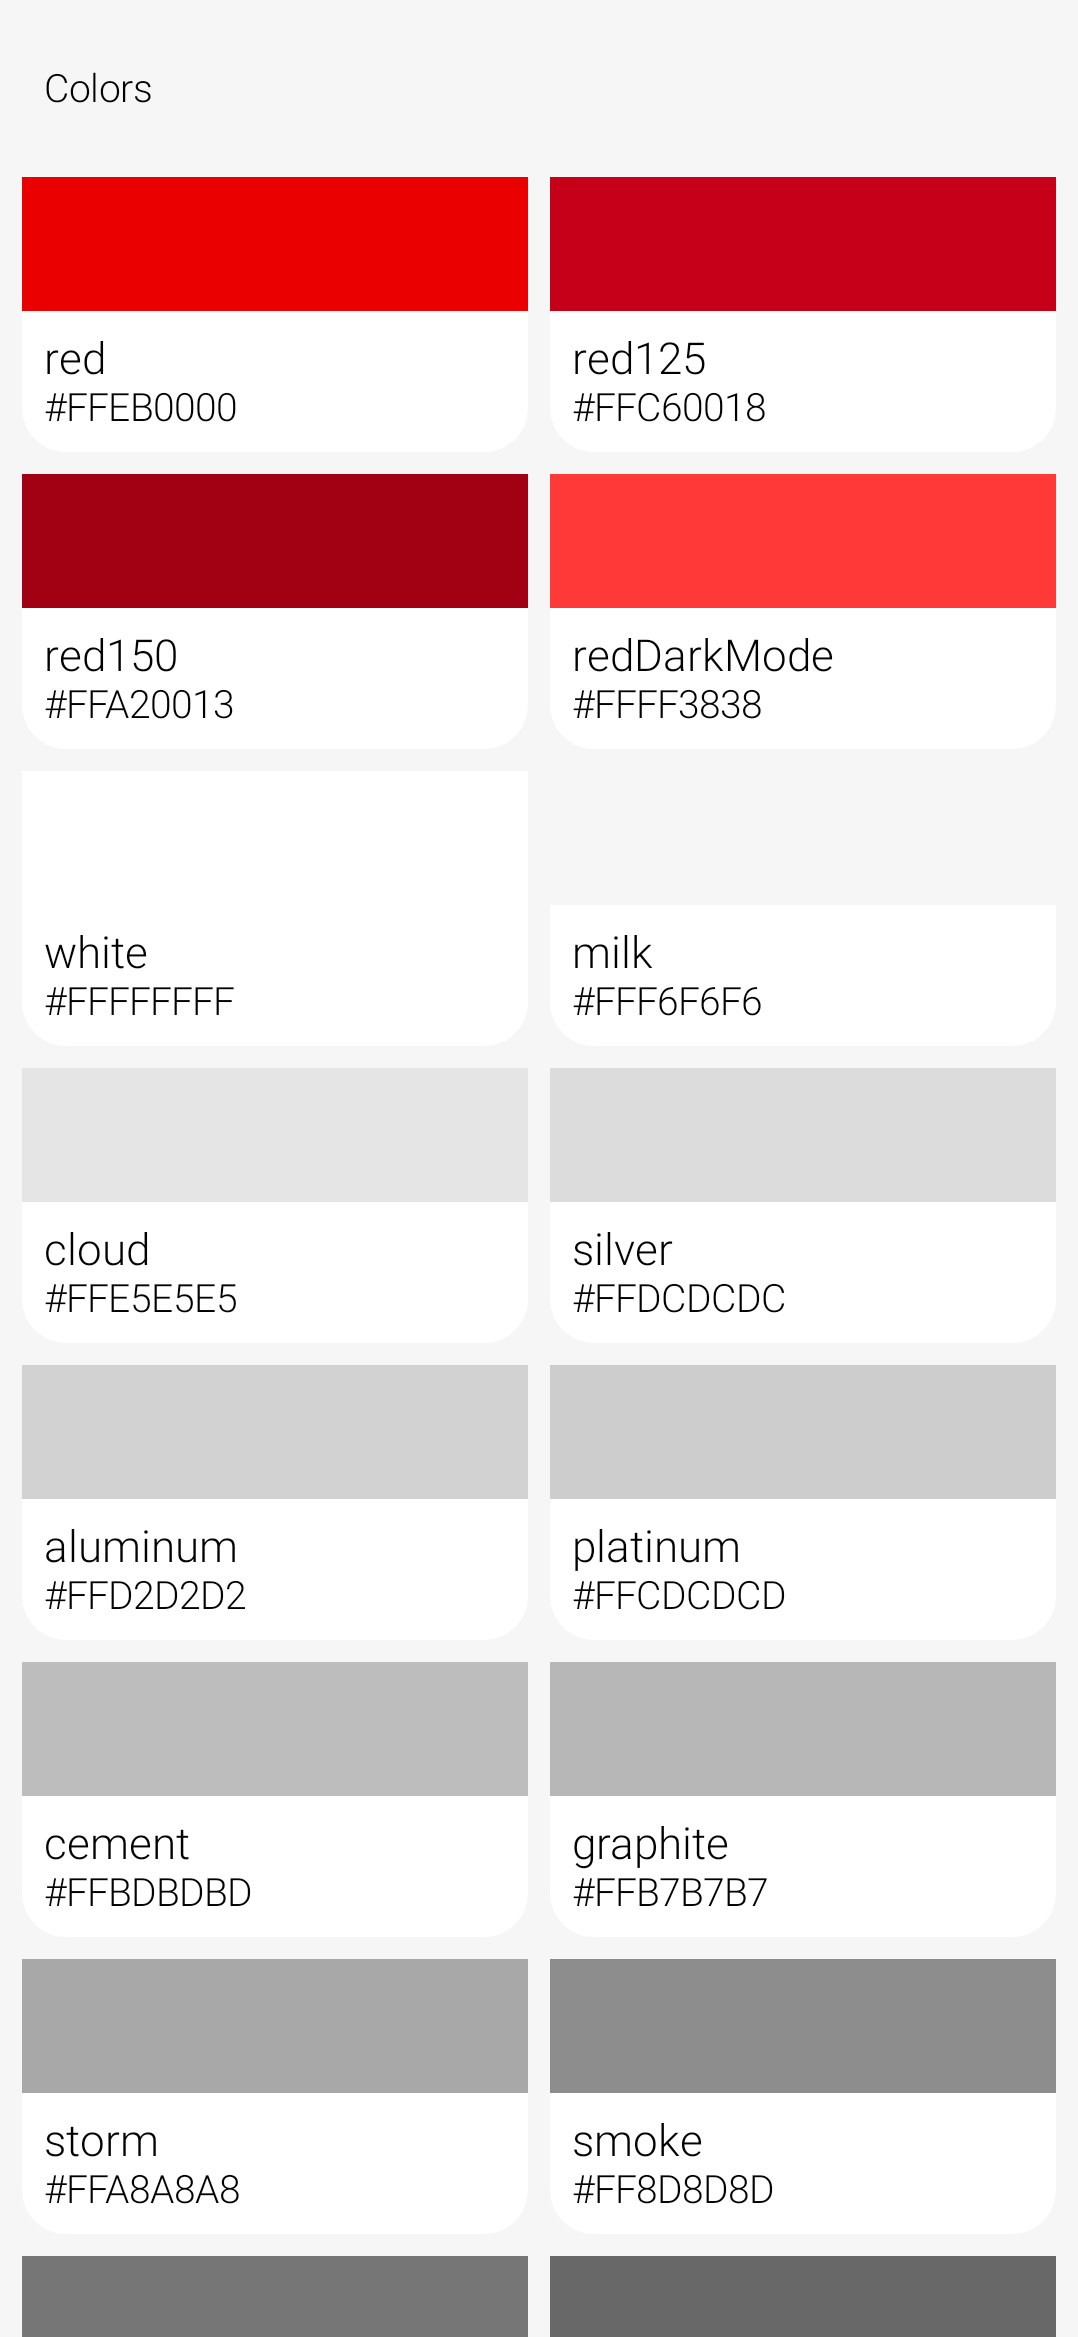 Colors
red
#FFEB0000
red125
#FFC60018
red150
#FFA20013
redDarkMode
#FFFF3838
white
#FFFFFFFF
milk
#FFF6F6F6
cloud
#FFE5E5E5
silver
#FFDCDCDC
aluminum
#FFD2D2D2
platinum
#FFCDCDCD
cement
#FFBDBDBD
graphite
#FFB7B7B7
storm
#FFA8A8A8
smoke
#FF8D8D8D